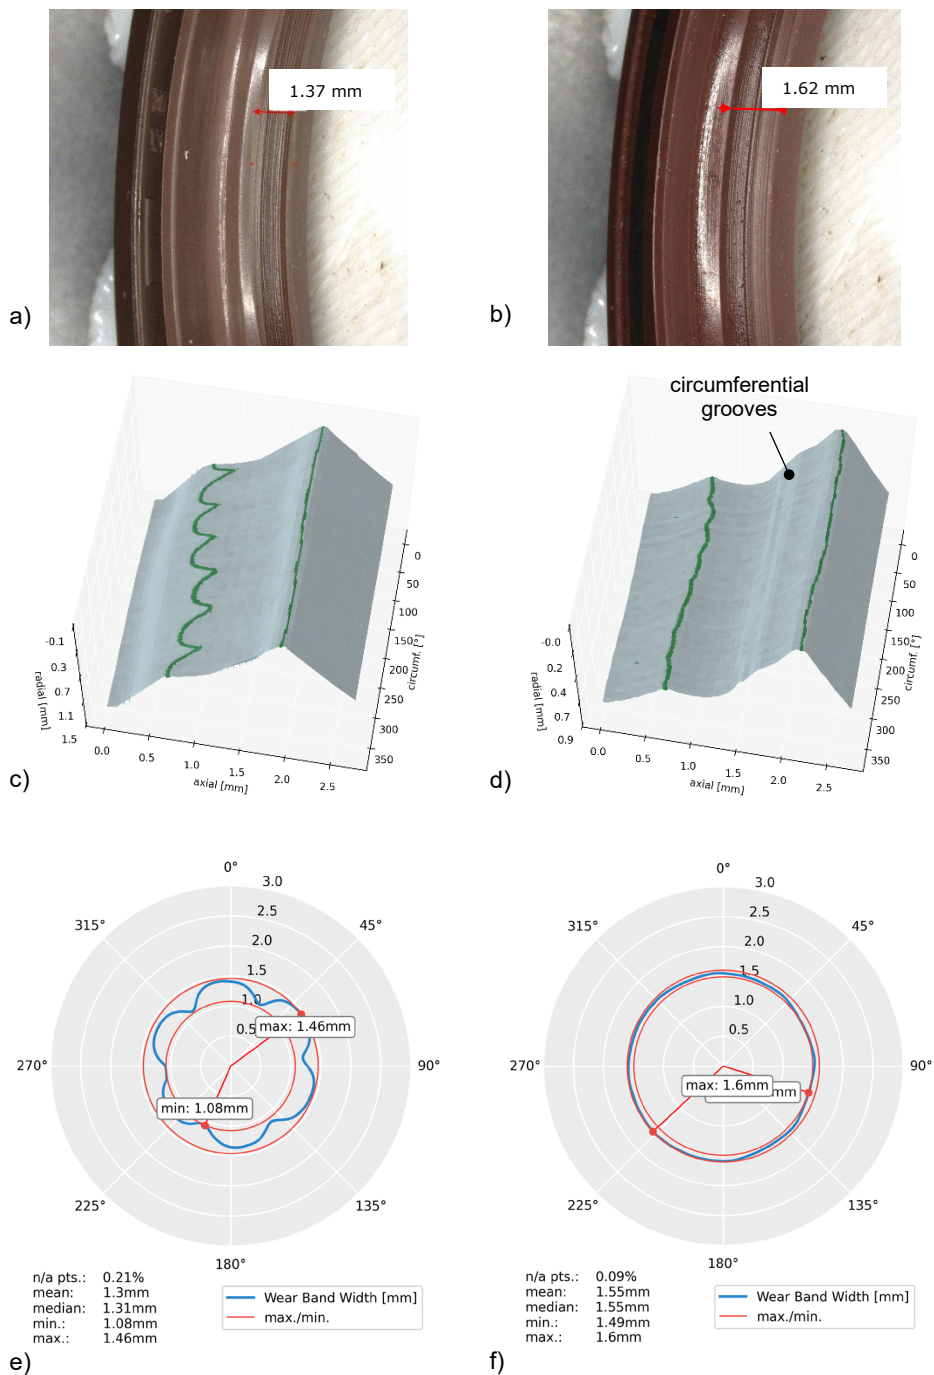 1.37 mm
1.62 mm
a)
b)
circumferential
grooves
0
50
100
150
200
250
300
350
circumf. [°]
-0.1
0.3
0.7
1.1
1.5
radial [mm]
0.0
0.5
1.0
1.5
2.0
2.5
axial [mm]
c)
0
50
100
150
200
250
300
350
circumf. [°]
-0.0
0.2
0.4
0.7
0.9
radial [mm]
0.0
0.5
1.0
1.5
2.0
2.5
axial [mm]
d)
0°
45°
90°
135°
180°
225°
270°
315°
3.0
2.5
2.0
1.5
1.0
0.5
max: 1.46mm
min: 1.08mm
n/a pts.: 0.21%
mean: 1.3mm
median: 1.31mm
min.: 1.08mm
max.: 1.46mm
Wear Band Width [mm]
max./min.
e)
0°
45°
90°
135°
180°
225°
270°
315°
3.0
2.5
2.0
1.5
1.0
0.5
max: 1.6mm
mm
n/a pts.: 0.09%
mean: 1.55mm
median: 1.55mm
min.: 1.49mm
max.: 1.6mm
Wear Band Width [mm]
max./min.
f)